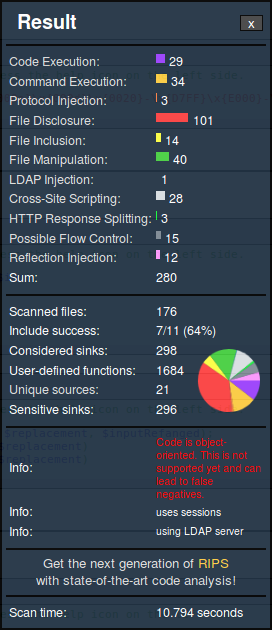 Result
x
Code Execution: 29
Command Execution: 34
Protocol Injection: 3
File Disclosure: 101
File Inclusion: 14
File Manipulation: 40
LDAP Injection: 1
Cross-Site Scripting: 28
HTTP Response Splitting: 3
Possible Flow Control: 15
Reflection Injection: 12
Sum: 280
Scanned files: 176
Include success: 7/11 (64%)
Considered sinks: 298
User-defined functions: 1684
Unique sources: 21
Sensitive sinks: 296
Info: Code is object-
oriented. This is not
supported yet and can
lead to false
negatives.
Info: uses sessions
Info: using LDAP server
Get the next generation of RIPS
with state-of-the-art code analysis!
Scan time: 10.794 seconds